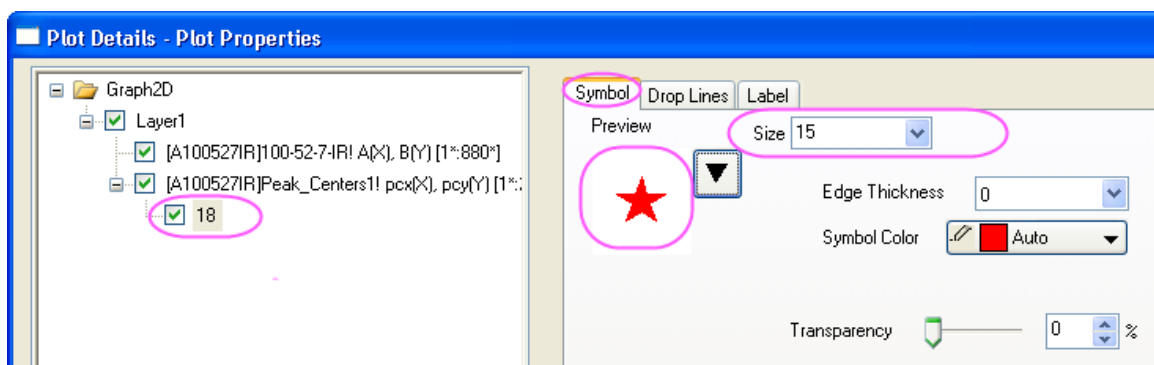 Plot Details - Plot Properties
Graph2D
Layer1
[A100527IR]100-52-7-IR! A(X), B(Y) [1*:880*]
[A100527IR]Peak_Centers1! pcx(X), pcy(Y) [1*:
18
Symbol Drop Lines Label
Preview Size 15
Edge Thickness 0
Symbol Color Auto
Transparency 0 %